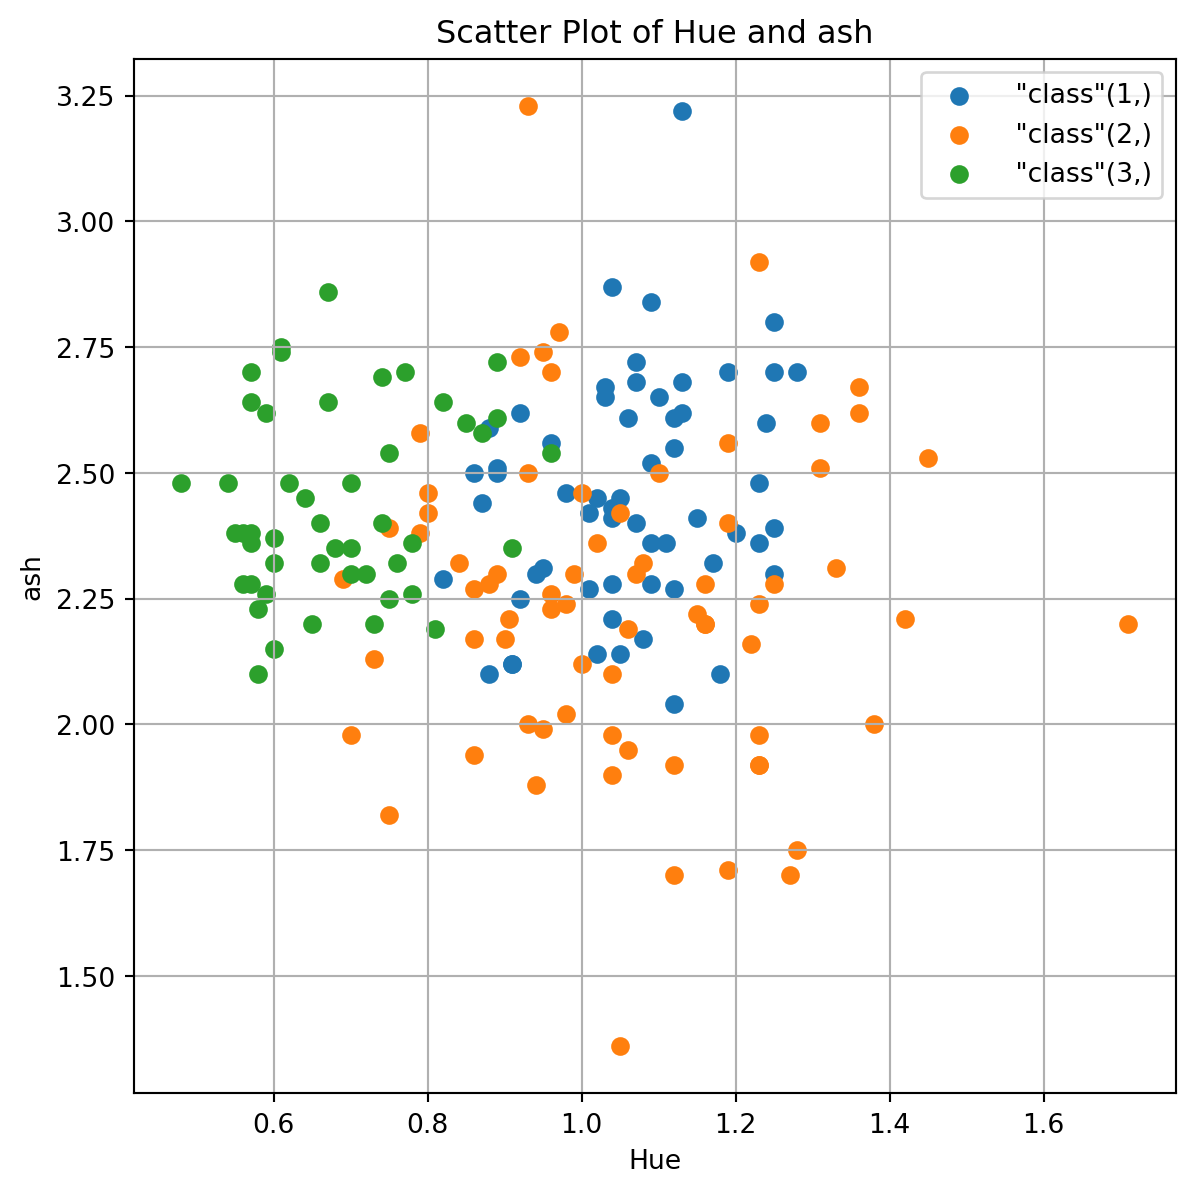 Scatter Plot of Hue and ash
"class"(1,)
"class"(2,)
"class"(3,)
3.25
3.00
2.75
2.50
2.25
2.00
1.75
1.50
ash
0.6 0.8 1.0 1.2 1.4 1.6
Hue